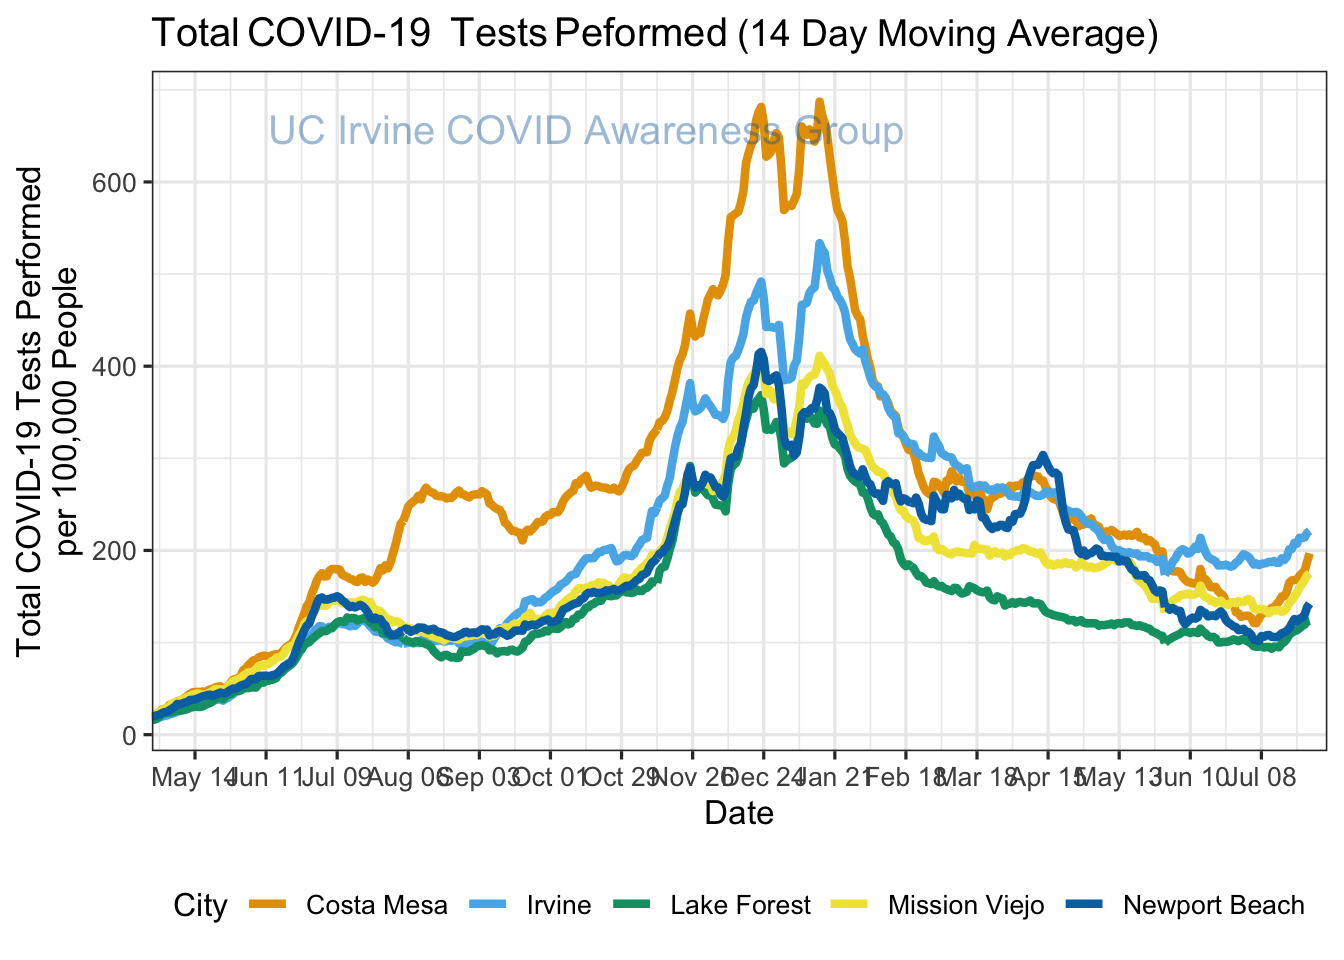 Total COVID-19 Tests Peformed (14 Day Moving Average)
UC Irvine COVID Awareness Group
Total COVID-19 Tests Performed
per 100,000 People
600
400
200
0
May 14 Jun 11 Jul 09 Aug 06 Sep 03 Oct 01 Oct 29 Nov 26 Dec 24 Jan 21 Feb 18 Mar 18 Apr 15 May 13 Jun 10 Jul 08
Date
City Costa Mesa Irvine Lake Forest Mission Viejo Newport Beach